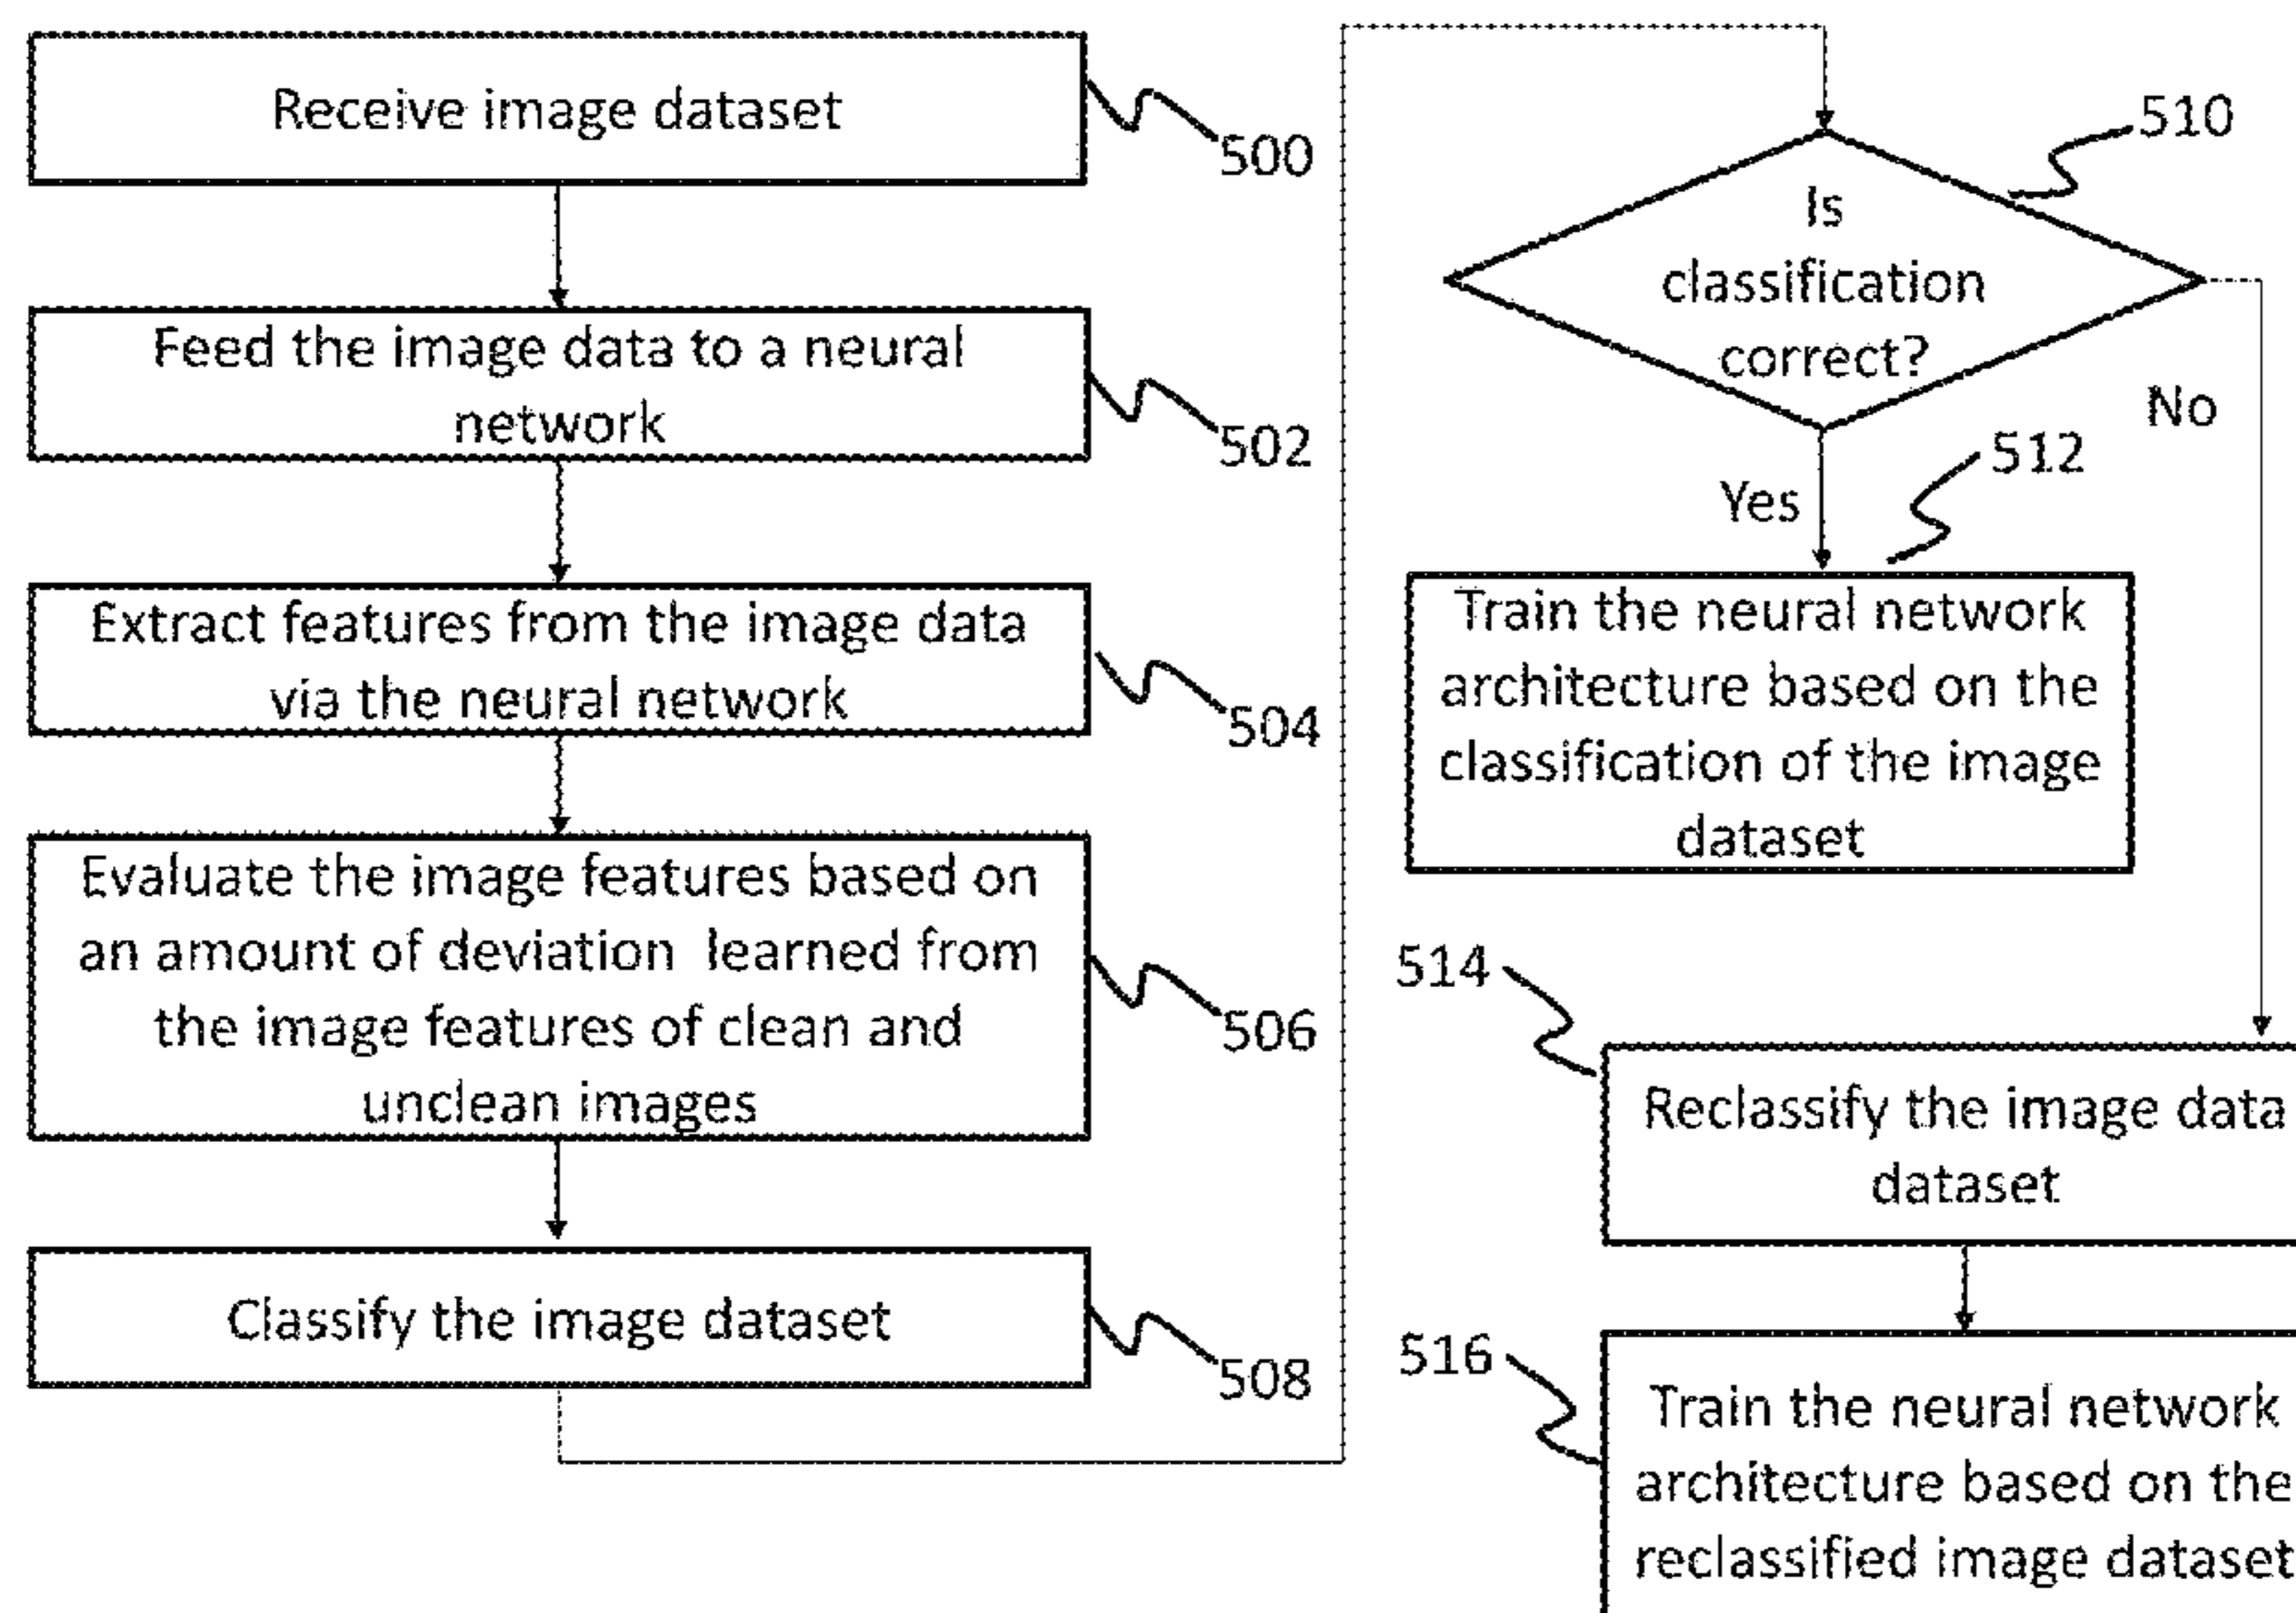 Receive image dataset
500
Feed the image data to a neural
network
502
Extract features from the image data
via the neural network
504
Evaluate the image features based on
an amount of deviation learned from
the image features of clean and
unclean images
506
Classify the image dataset
508
510
Is
classification
correct?
No
Yes
512
Train the neural network
architecture based on the
classification of the image
dataset
514
Reclassify the image data
dataset
516
Train the neural network
architecture based on the
reclassified image dataset